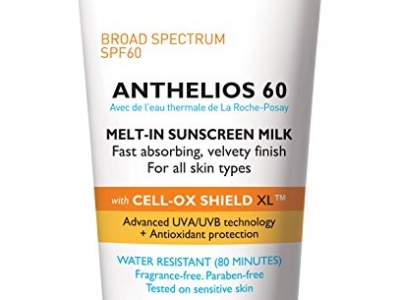 BROAD SPECTRUM
SPF60
ANTHELIOS 60
Avec de l'eau thermale de La Roche-Posay
MELT-IN SUNSCREEN MILK
Fast absorbing, velvety finish
For all skin types
with CELL-OX SHIELD XL™
Advanced UVA/UVB technology
+ Antioxidant protection
WATER RESISTANT (80 MINUTES)
Fragrance-free. Paraben-free
Tested on sensitive skin